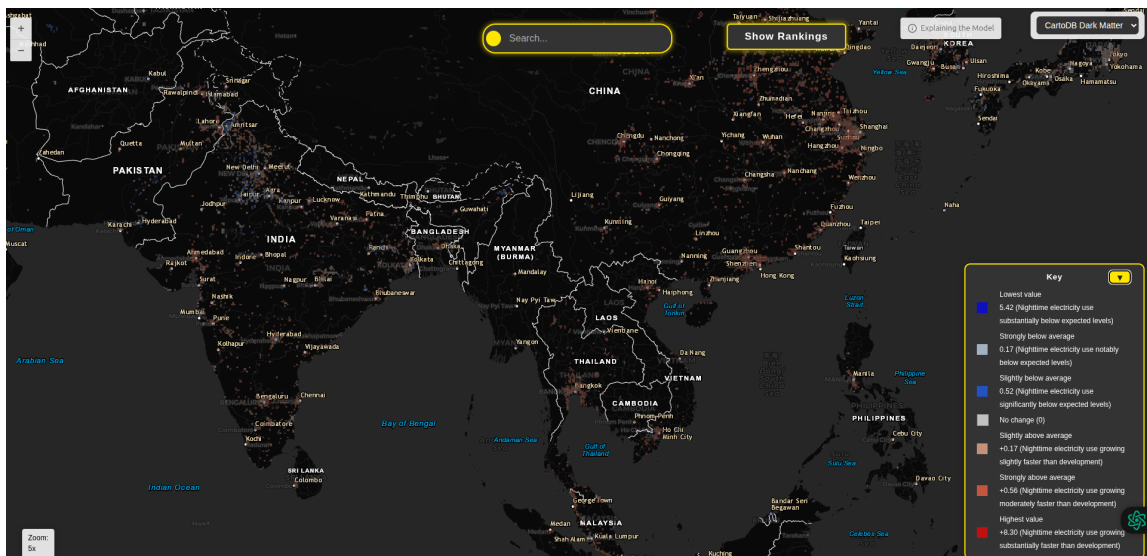 +
−
Search...
Show Rankings
Explaining the Model
CartoDB Dark Matter
Taiyuan
Shijiazhuang
Yantai
Sendai
Kabul
Srinagar
AFGHANISTAN
Rawalpindi
Islamabad
Lahore
Amritsar
Zahedan
Quetta
Multan
PAKISTAN
New Delhi
Meerut
NEPAL
Jaipur
Agra
Kathmandu
Thimphu
BHUTAN
Jodhpur
Kanpur
Lucknow
Guwahati
Karachi
Hyderabad
Varanasi
Patna
BANGLADESH
Muscat
INDIA
Ranchi
Dhaka
Ahmedabad
Indore
Bhopal
Kolkata
Chittagong
Rajkot
Surat
Nagpur
Bhilai
Bhubaneswar
Nashik
Mumbai
Pune
Kolhapur
Hyderabad
Vijayawada
Arabian Sea
Bengaluru
Chennai
Bay of Bengal
Coimbatore
Kochi
SRI LANKA
Colombo
Indian Ocean
CHINA
Xi'an
Zhengzhou
Zhumadian
Xiangfan
Hefei
Nanjing
Taizhou
Changzhou
Shanghai
Suzhou
Chengdu
Nanchong
Yichang
Wuhan
Hangzhou
Ningbo
Chongqing
Changsha
Nanchang
Wenzhou
Lijiang
Guiyang
Fuzhou
Kunming
Linzhou
Quanzhou
Taipei
Taiwan
Guangzhou
Shantou
Kaohsiung
Shenzhen
Nanning
Hong Kong
Zhanjiang
MYANMAR
(BURMA)
Mandalay
Nay Pyi Taw
Yangon
Hanoi
Haiphong
Gulf of
Tonkin
LAOS
Vientiane
Da Nang
THAILAND
VIETNAM
Bangkok
CAMBODIA
Phnom Penh
Ho Chi
Minh City
Andaman Sea
Gulf of
Thailand
George Town
Medan
MALAYSIA
Shah Alam
Kuala Lumpur
Bandar Seri
Begawan
Kuching
Luzon
Strait
Manila
Philippine
Sea
PHILIPPINES
Cebu City
Sulu Sea
Davao City
Celebes Sea
Daejeon
KOREA
Gwangju
Busan
Ulsan
Yellow Sea
Hiroshima
Kobe
Nagoya
Tokyo
Yokohama
Fukuoka
Okayama
Osaka
Hamamatsu
Sendai
Naha
Key
▼
Lowest value
5.42 (Nighttime electricity use
substantially below expected levels)
Strongly below average
0.17 (Nighttime electricity use notably
below expected levels)
Slightly below average
0.52 (Nighttime electricity use
significantly below expected levels)
No change (0)
Slightly above average
+0.17 (Nighttime electricity use growing
slightly faster than development)
Strongly above average
+0.56 (Nighttime electricity use growing
moderately faster than development)
Highest value
+8.30 (Nighttime electricity use growing
substantially faster than development)
Zoom:
5x